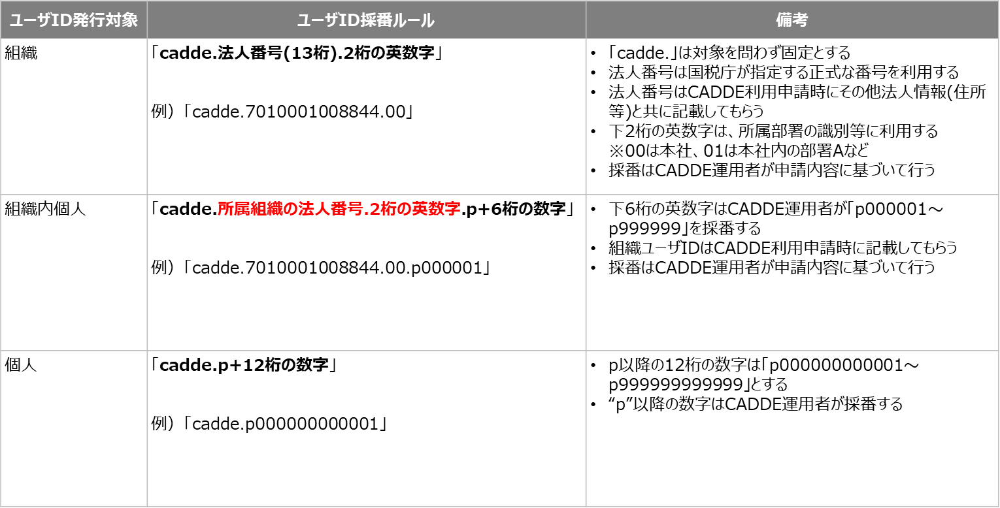 ユーザID発行対象
ユーザID採番ルール
備考
組織
「cadde.法人番号(13桁).2桁の英数字」
例）「cadde.7010001008844.00」
• 「cadde.」は対象を問わず固定とする
• 法人番号は国税庁が指定する正式な番号を利用する
• 法人番号はCADDE利用申請時にその他法人情報(住所
等)と共に記載してもらう
• 下2桁の英数字は、所属部署の識別等に利用する
※00は本社、01は本社内の部署Aなど
• 採番はCADDE運用者が申請内容に基づいて行う
組織内個人
「cadde.所属組織の法人番号.2桁の英数字.p+6桁の数字」
例）「cadde.7010001008844.00.p000001」
• 下6桁の英数字はCADDE運用者が「p000001～
p999999」を採番する
• 組織ユーザIDはCADDE利用申請時に記載してもらう
• 採番はCADDE運用者が申請内容に基づいて行う
個人
「cadde.p+12桁の数字」
例）「cadde.p000000000001」
• p以降の12桁の数字は「p000000000001～
p999999999999」とする
• “p”以降の数字はCADDE運用者が採番する